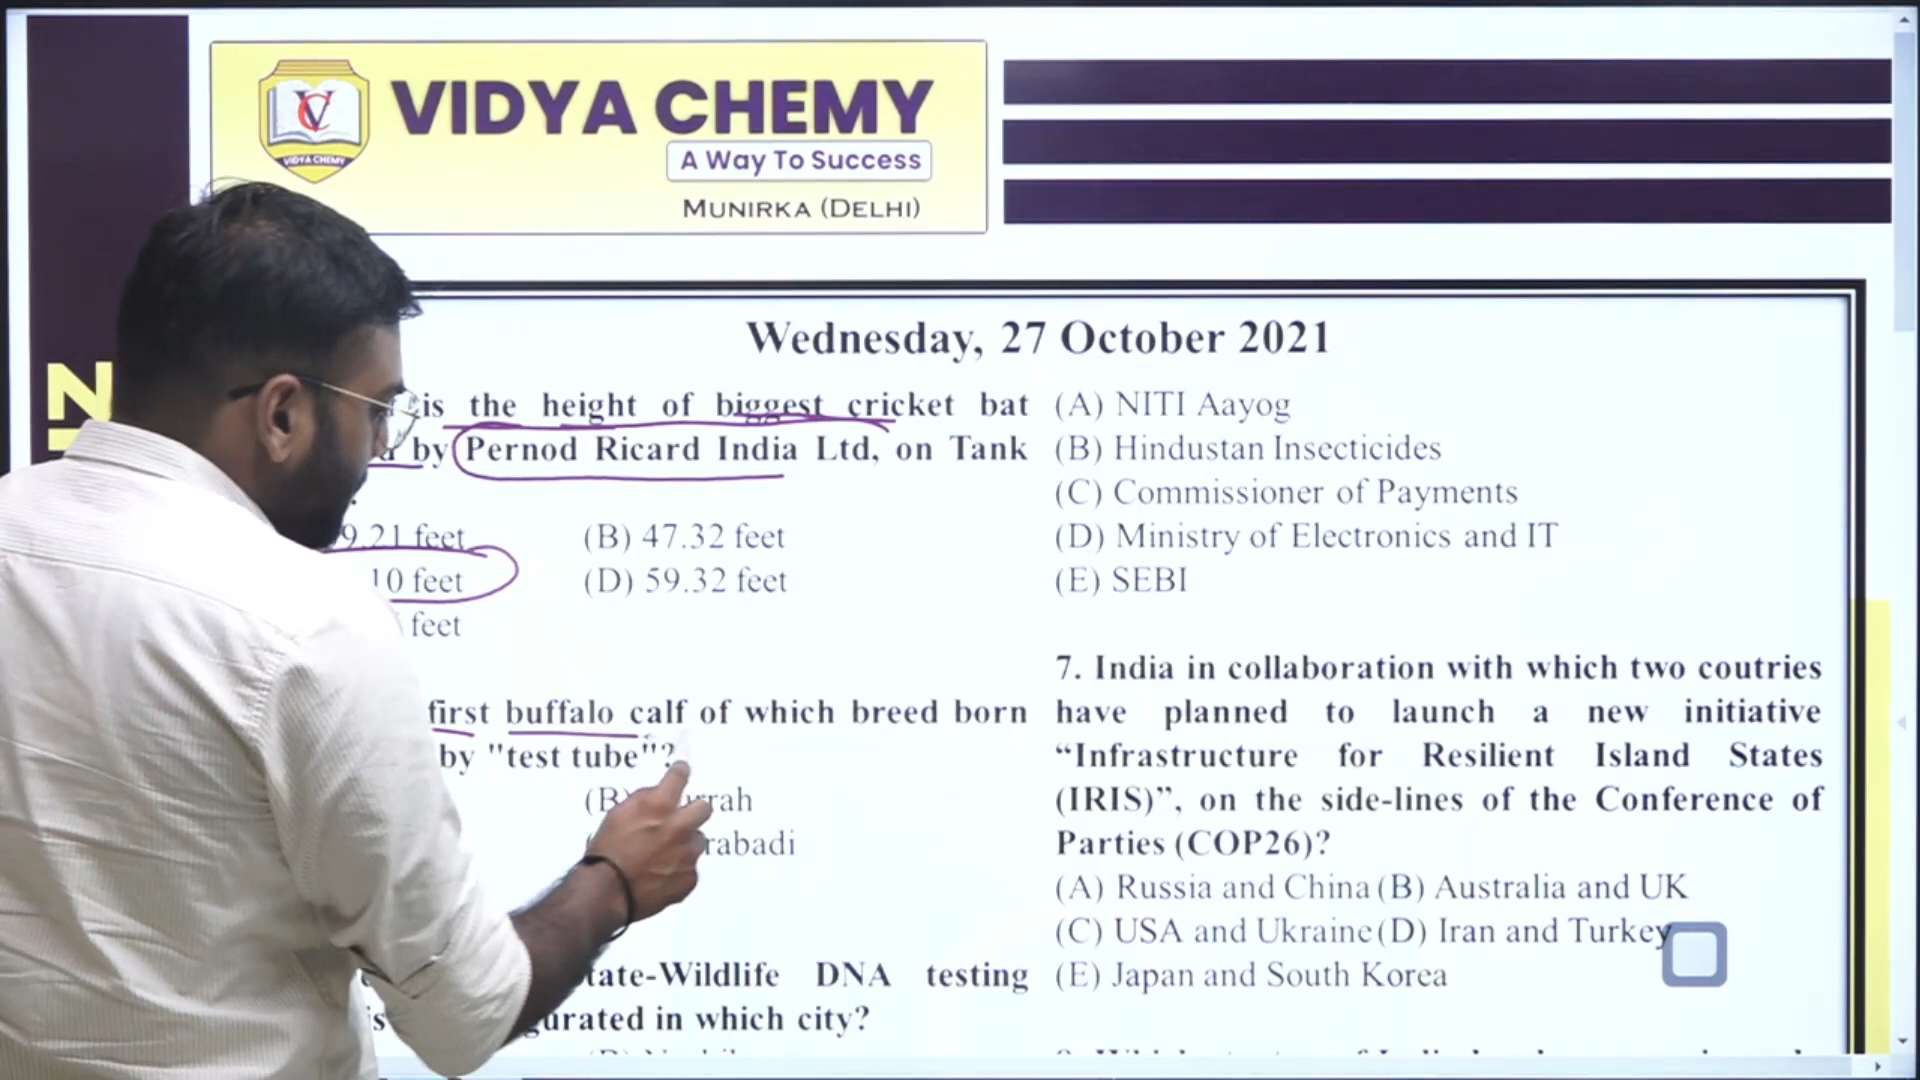 VC
VIDYA CHEMY
VIDYA CHEMY
A Way To Success
MUNIRKA (DELHI)
N
Wednesday, 27 October 2021
is the height of biggest cricket bat
by Pernod Ricard India Ltd, on Tank
9.21 feet (B) 47.32 feet
10 feet (D) 59.32 feet
feet
first buffalo calf of which breed born
by "test tube"?
(B) rrah
rabadi
tate-Wildlife DNA testing
gurated in which city?
(A) NITI Aayog
(B) Hindustan Insecticides
(C) Commissioner of Payments
(D) Ministry of Electronics and IT
(E) SEBI
7. India in collaboration with which two coutries
have planned to launch a new initiative
“Infrastructure for Resilient Island States
(IRIS)”, on the side-lines of the Conference of
Parties (COP26)?
(A) Russia and China (B) Australia and UK
(C) USA and Ukraine (D) Iran and Turkey
(E) Japan and South Korea